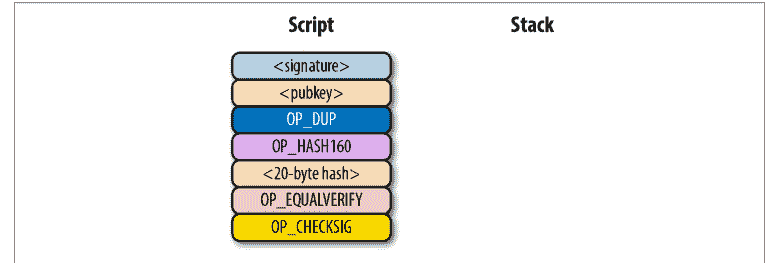 Script Stack
<signature>
<pubkey>
OP_DUP
OP_HASH160
<20-byte hash>
OP_EQUALVERIFY
OP_CHECKSIG